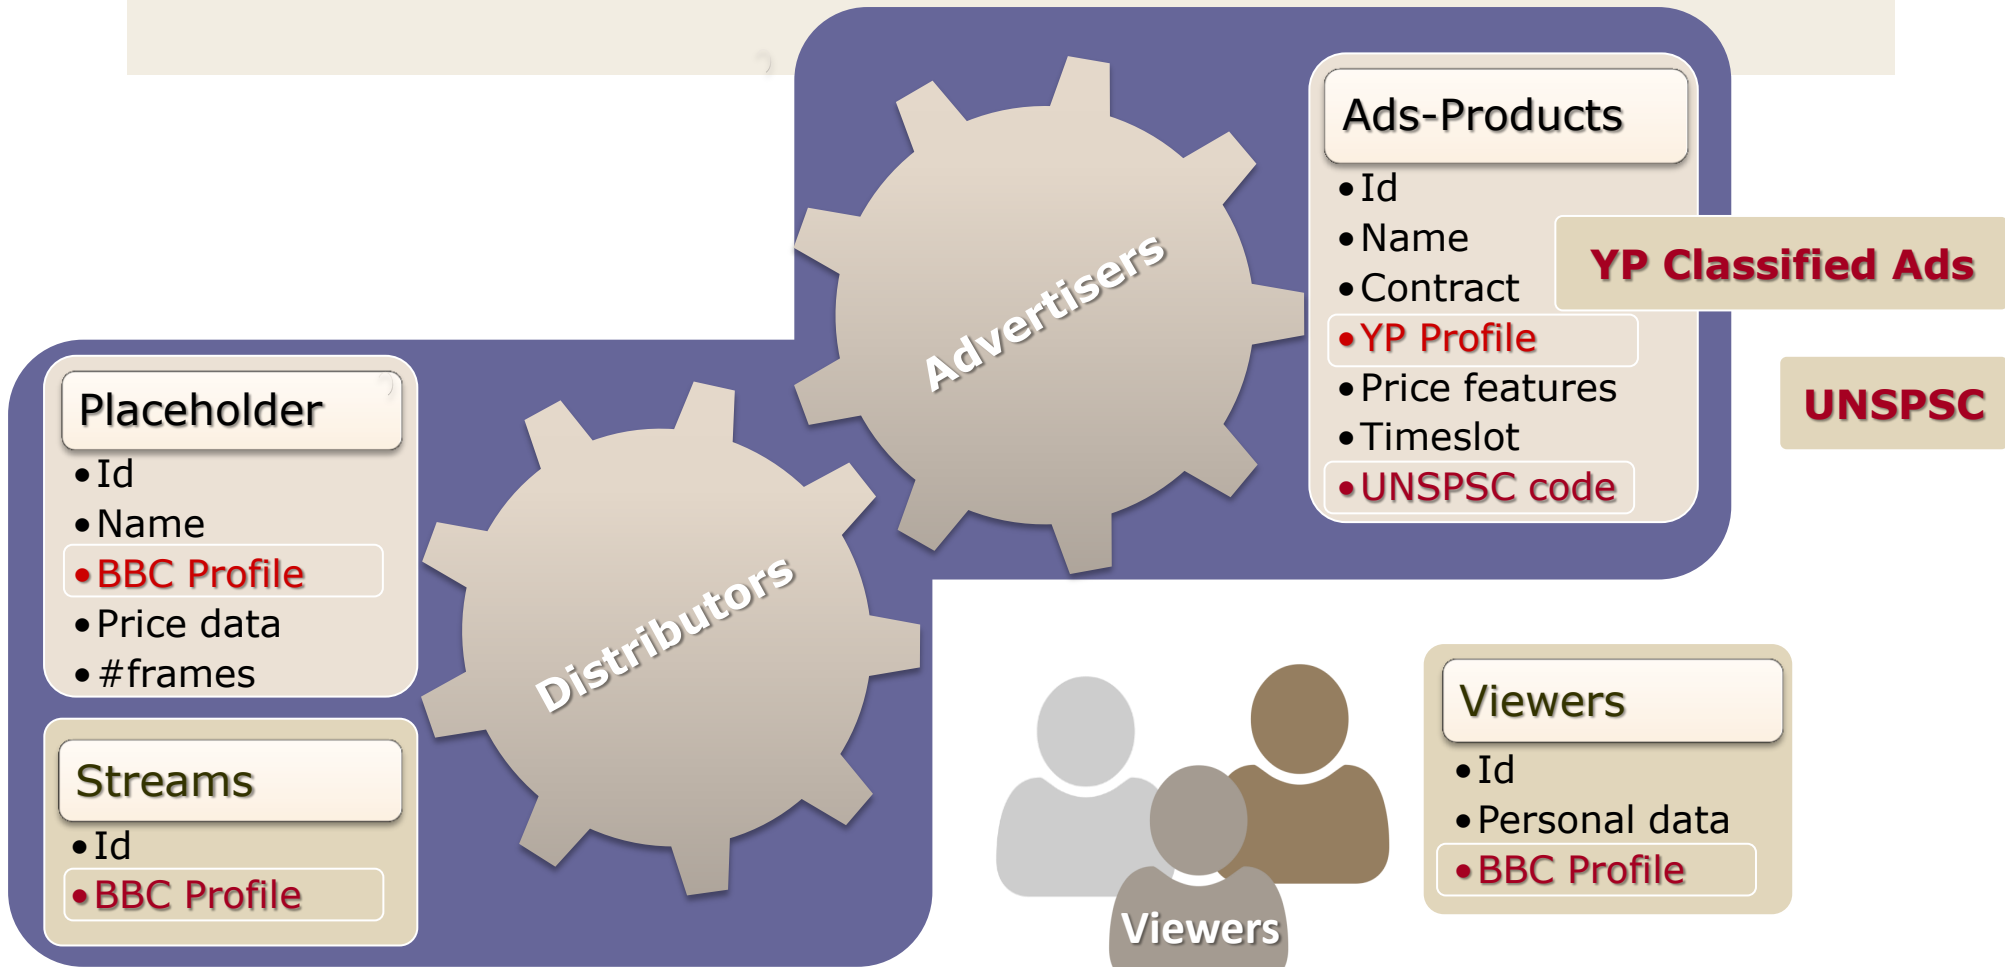 Ads-Products
•Id
•Name
•Contract
•YP Profile
•Price features
•Timeslot
•UNSPSC code
YP Classified Ads
UNSPSC
Advertisers
Placeholder
•Id
•Name
•BBC Profile
•Price data
•#frames
Distributors
Streams
•Id
•BBC Profile
Viewers
Viewers
•Id
•Personal data
•BBC Profile